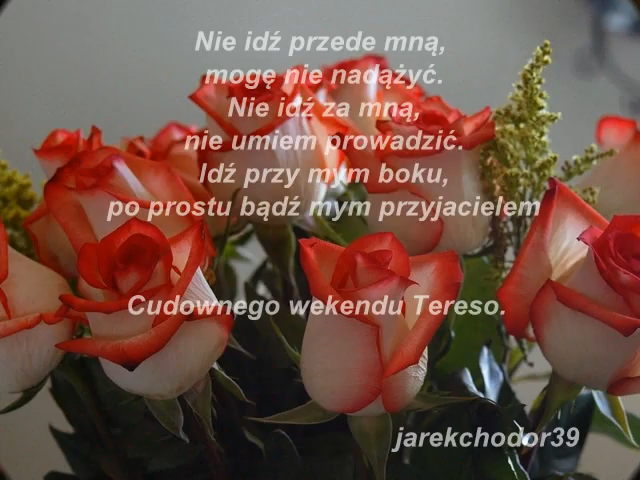 Nie idź przede mną,
mogę nie nadążyć.
Nie idź za mną,
nie umiem prowadzić.
Idź przy mym boku,
po prostu bądź mym przyjacielem
Cudownego wekendu Tereso.
jarekchodor39